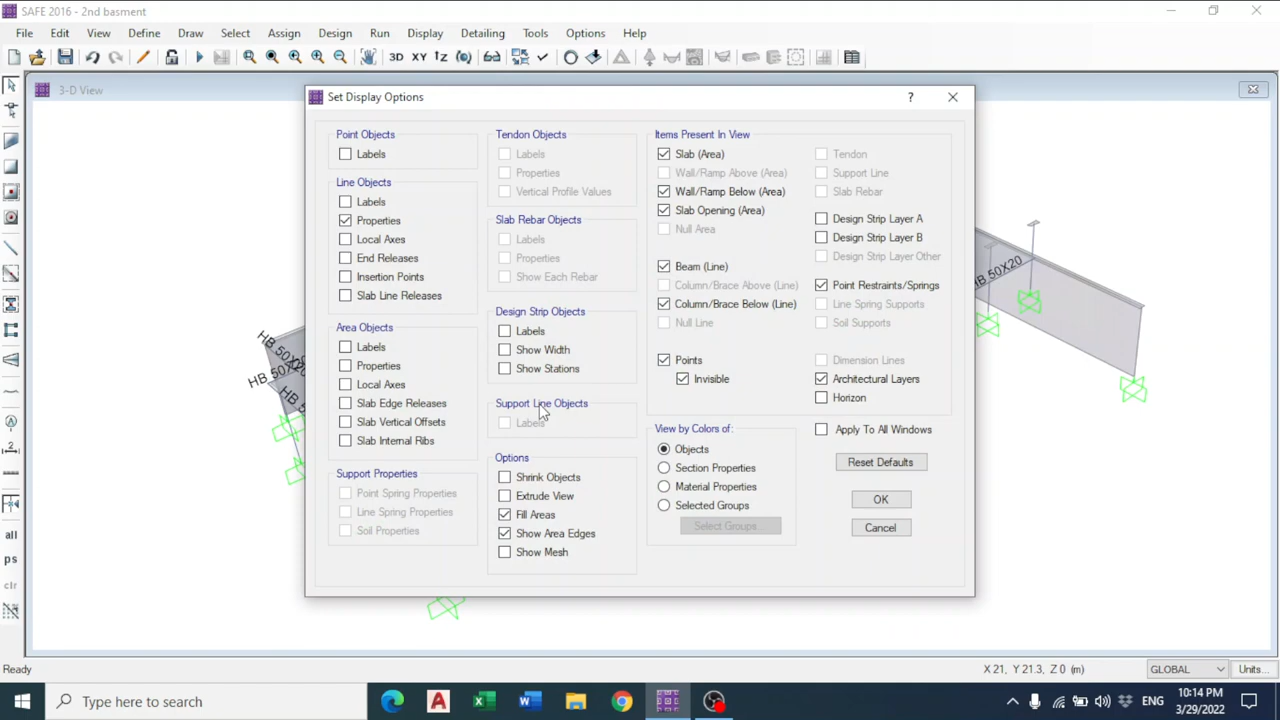 SAFE 2016 - 2nd basment
File Edit View Define Draw Select Assign Design Run Display Detailing Tools Options Help
3D XY
3-D View
Set Display Options
?
Point Objects
Labels
Line Objects
Labels
Properties
Local Axes
End Releases
Insertion Points
Slab Line Releases
Area Objects
Labels
Properties
Local Axes
Slab Edge Releases
Slab Vertical Offsets
Slab Internal Ribs
Support Properties
Point Spring Properties
Line Spring Properties
Soil Properties
Tendon Objects
Labels
Properties
Vertical Profile Values
Slab Rebar Objects
Labels
Properties
Show Each Rebar
Design Strip Objects
Labels
Show Width
Show Stations
Support Line Objects
Labels
Options
Shrink Objects
Extrude View
Fill Areas
Show Area Edges
Show Mesh
Items Present In View
Slab (Area)
Wall/Ramp Above (Area)
Wall/Ramp Below (Area)
Slab Opening (Area)
Null Area
Beam (Line)
Column/Brace Above (Line)
Column/Brace Below (Line)
Null Line
Points
Invisible
Tendon
Support Line
Slab Rebar
Design Strip Layer A
Design Strip Layer B
Design Strip Layer Other
Point Restraints/Springs
Line Spring Supports
Soil Supports
Dimension Lines
Architectural Layers
Horizon
View by Colors of:
Objects
Section Properties
Material Properties
Selected Groups
Select Groups...
Apply To All Windows
Reset Defaults
OK
Cancel
HB 50X20
HB 50X20
HB
HB 50X20
all
ps
clr
Ready
X 21, Y 21.3, Z 0 (m)
GLOBAL
Units...
Type here to search
ENG
10:14 PM
3/29/2022